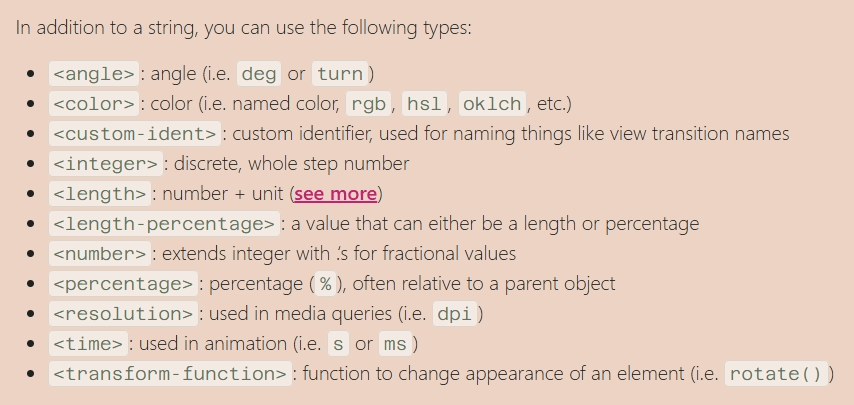 In addition to a string, you can use the following types:
• <angle> : angle (i.e. deg or turn )
• <color> : color (i.e. named color, rgb , hsl , oklch , etc.)
• <custom-ident> : custom identifier, used for naming things like view transition names
• <integer> : discrete, whole step number
• <length> : number + unit (see more)
• <length-percentage> : a value that can either be a length or percentage
• <number> : extends integer with .'s for fractional values
• <percentage> : percentage ( % ), often relative to a parent object
• <resolution> : used in media queries (i.e. dpi )
• <time> : used in animation (i.e. s or ms )
• <transform-function> : function to change appearance of an element (i.e. rotate() )